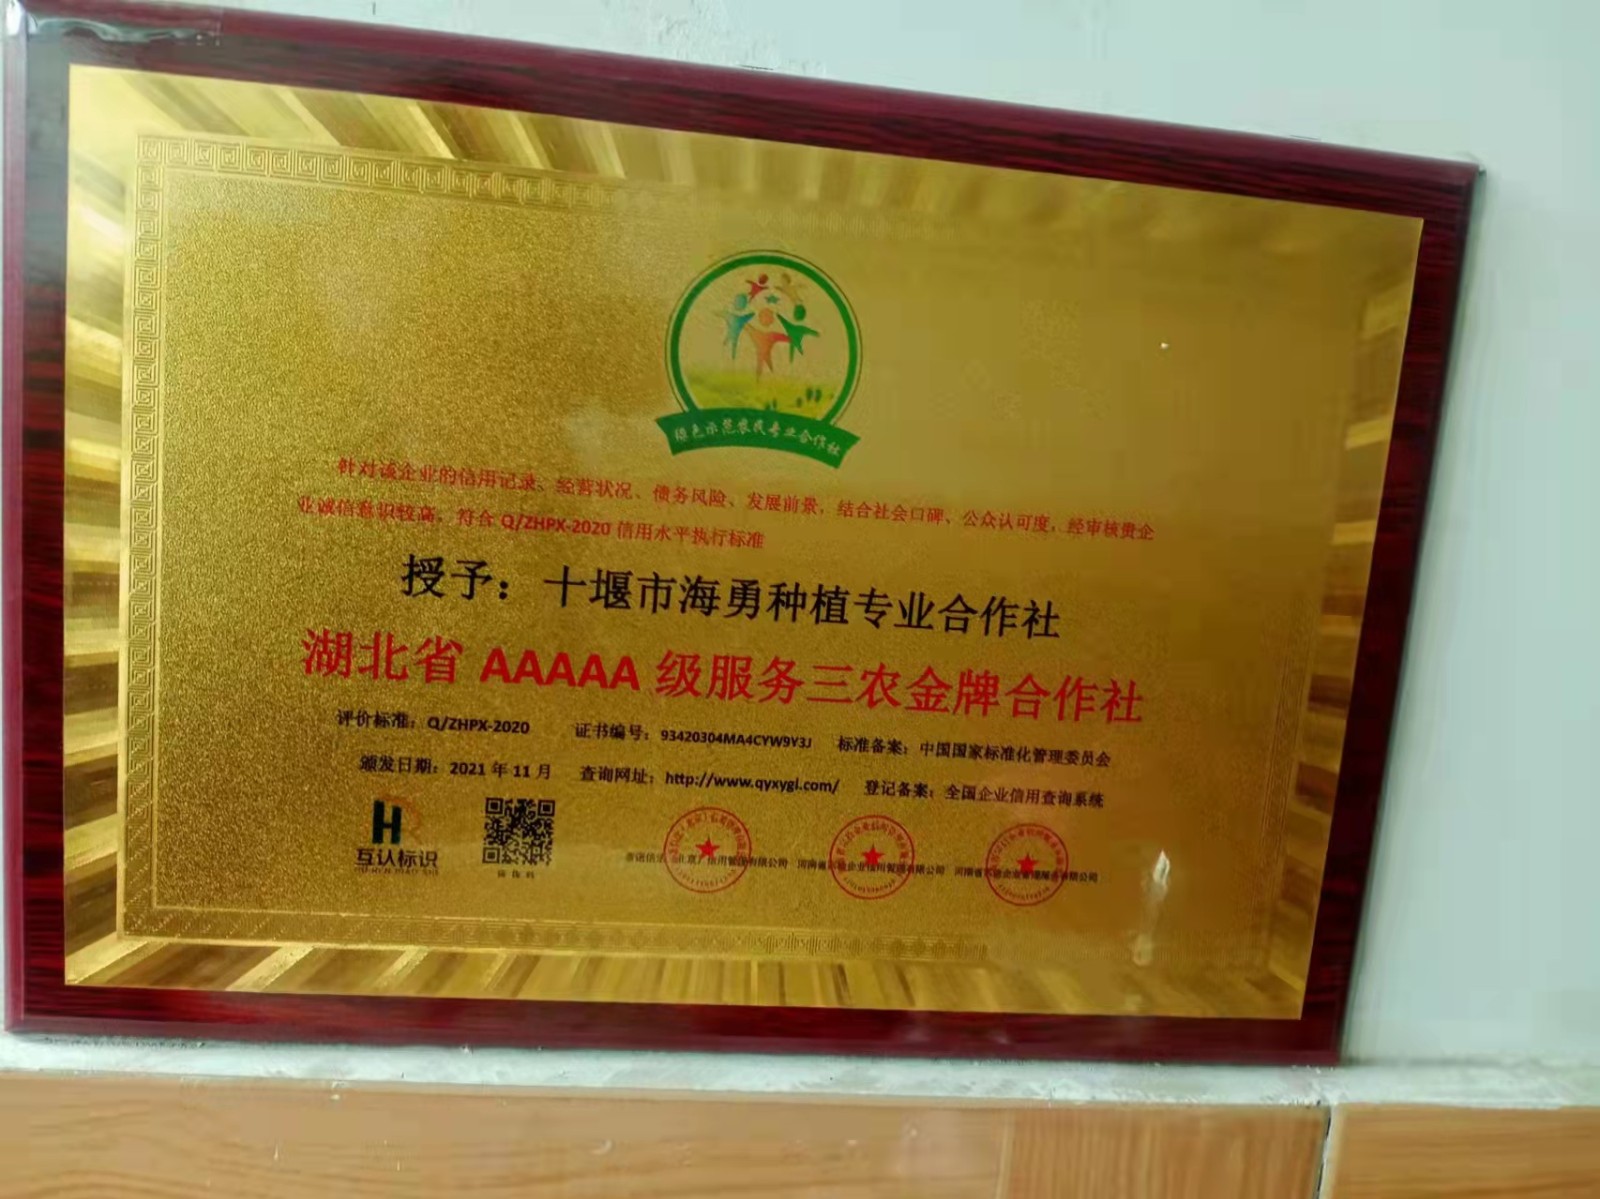 绿色示范农民专业合作社
针对该企业的信用记录、经营状况、债务风险、发展前景，结合社会口碑、公众认可度，经审核贵企
业诚信意识较高，符合 Q/ZHPX-2020 信用水平执行标准
授予：十堰市海勇种植专业合作社
湖北省 AAAAA 级服务三农金牌合作社
评价标准：Q/ZHPX-2020 证书编号：93420304MA4CYW9Y3J 标准备案：中国国家标准化管理委员会
颁发日期：2021 年 11 月 查询网址：http://www.qyxygl.com/ 登记备案：全国企业信用查询系统
H
互认标识
HU REN BIAO SHI